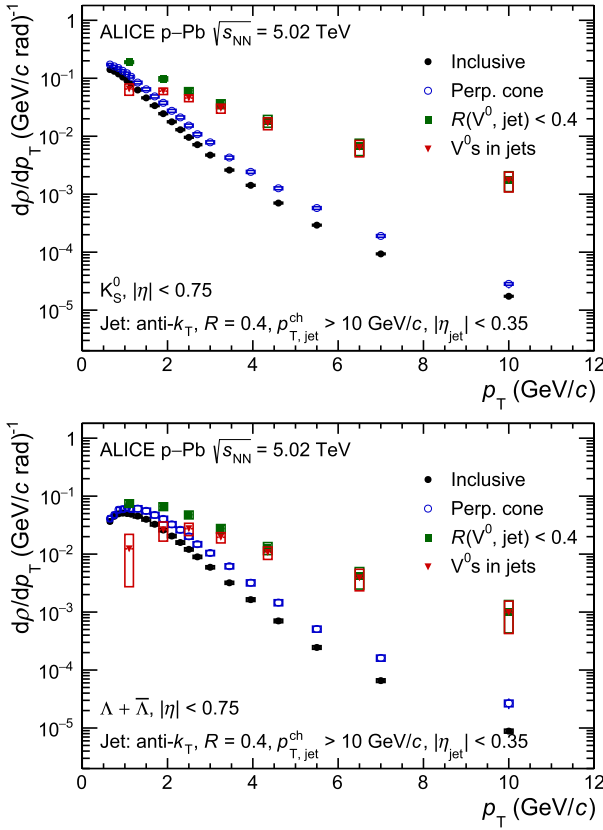 ALICE p–Pb √sNN = 5.02 TeV
Inclusive
Perp. cone
R(V⁰, jet) < 0.4
V⁰s in jets
dρ/dpT (GeV/c rad)⁻¹
1
10⁻¹
10⁻²
10⁻³
10⁻⁴
10⁻⁵
K⁰S, |η| < 0.75
Jet: anti-kT, R = 0.4, pᶜʰT, jet > 10 GeV/c, |ηjet| < 0.35
0 2 4 6 8 10 12
pT (GeV/c)
ALICE p–Pb √sNN = 5.02 TeV
Inclusive
Perp. cone
R(V⁰, jet) < 0.4
V⁰s in jets
dρ/dpT (GeV/c rad)⁻¹
1
10⁻¹
10⁻²
10⁻³
10⁻⁴
10⁻⁵
Λ + Λ̅, |η| < 0.75
Jet: anti-kT, R = 0.4, pᶜʰT, jet > 10 GeV/c, |ηjet| < 0.35
0 2 4 6 8 10 12
pT (GeV/c)